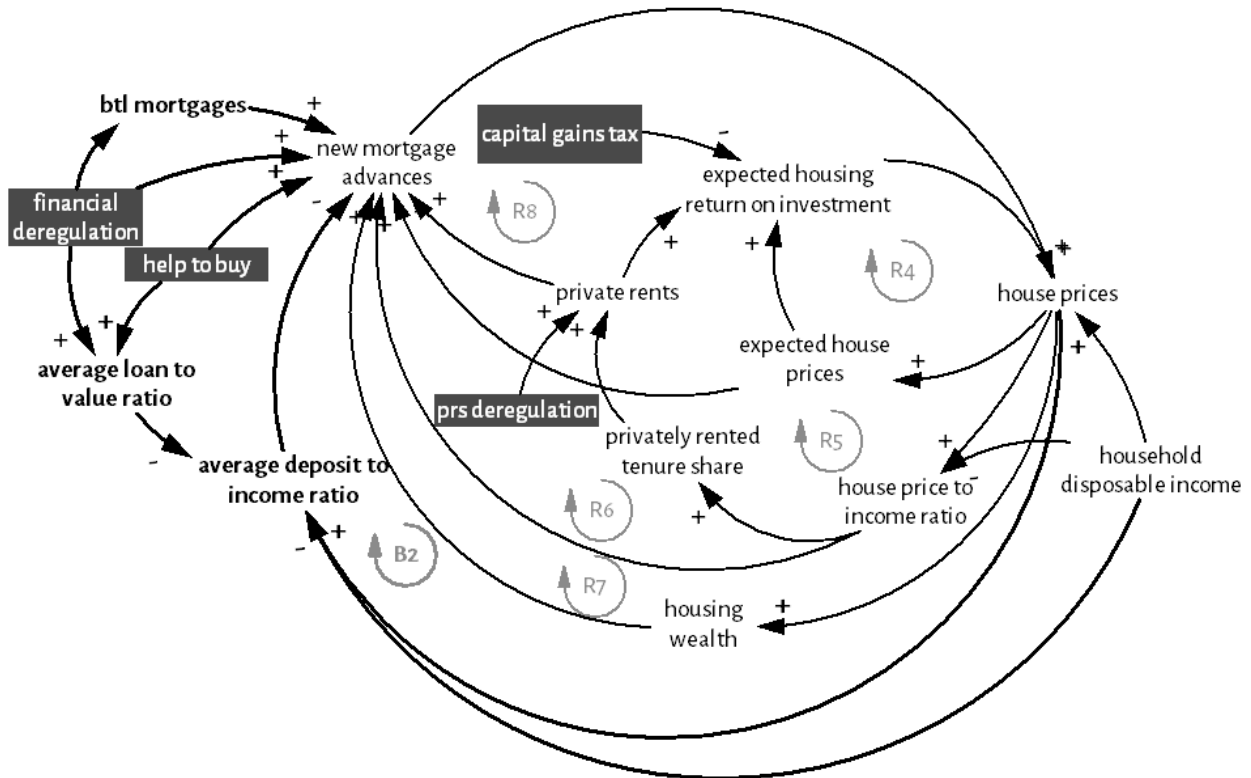 btl mortgages
+
+
+
+
-
+
+
+
new mortgage
advances
capital gains tax
-
expected housing
return on investment
R8
R4
financial
deregulation
help to buy
+
+
private rents
+
+
house prices
+
+
+
expected house
prices
+
+
+
average loan to
value ratio
prs deregulation
privately rented
tenure share
R5
+
household
disposable income
-
average deposit to
income ratio
house price to
income ratio
-
+
R6
+
-
B2
R7
housing
wealth
+